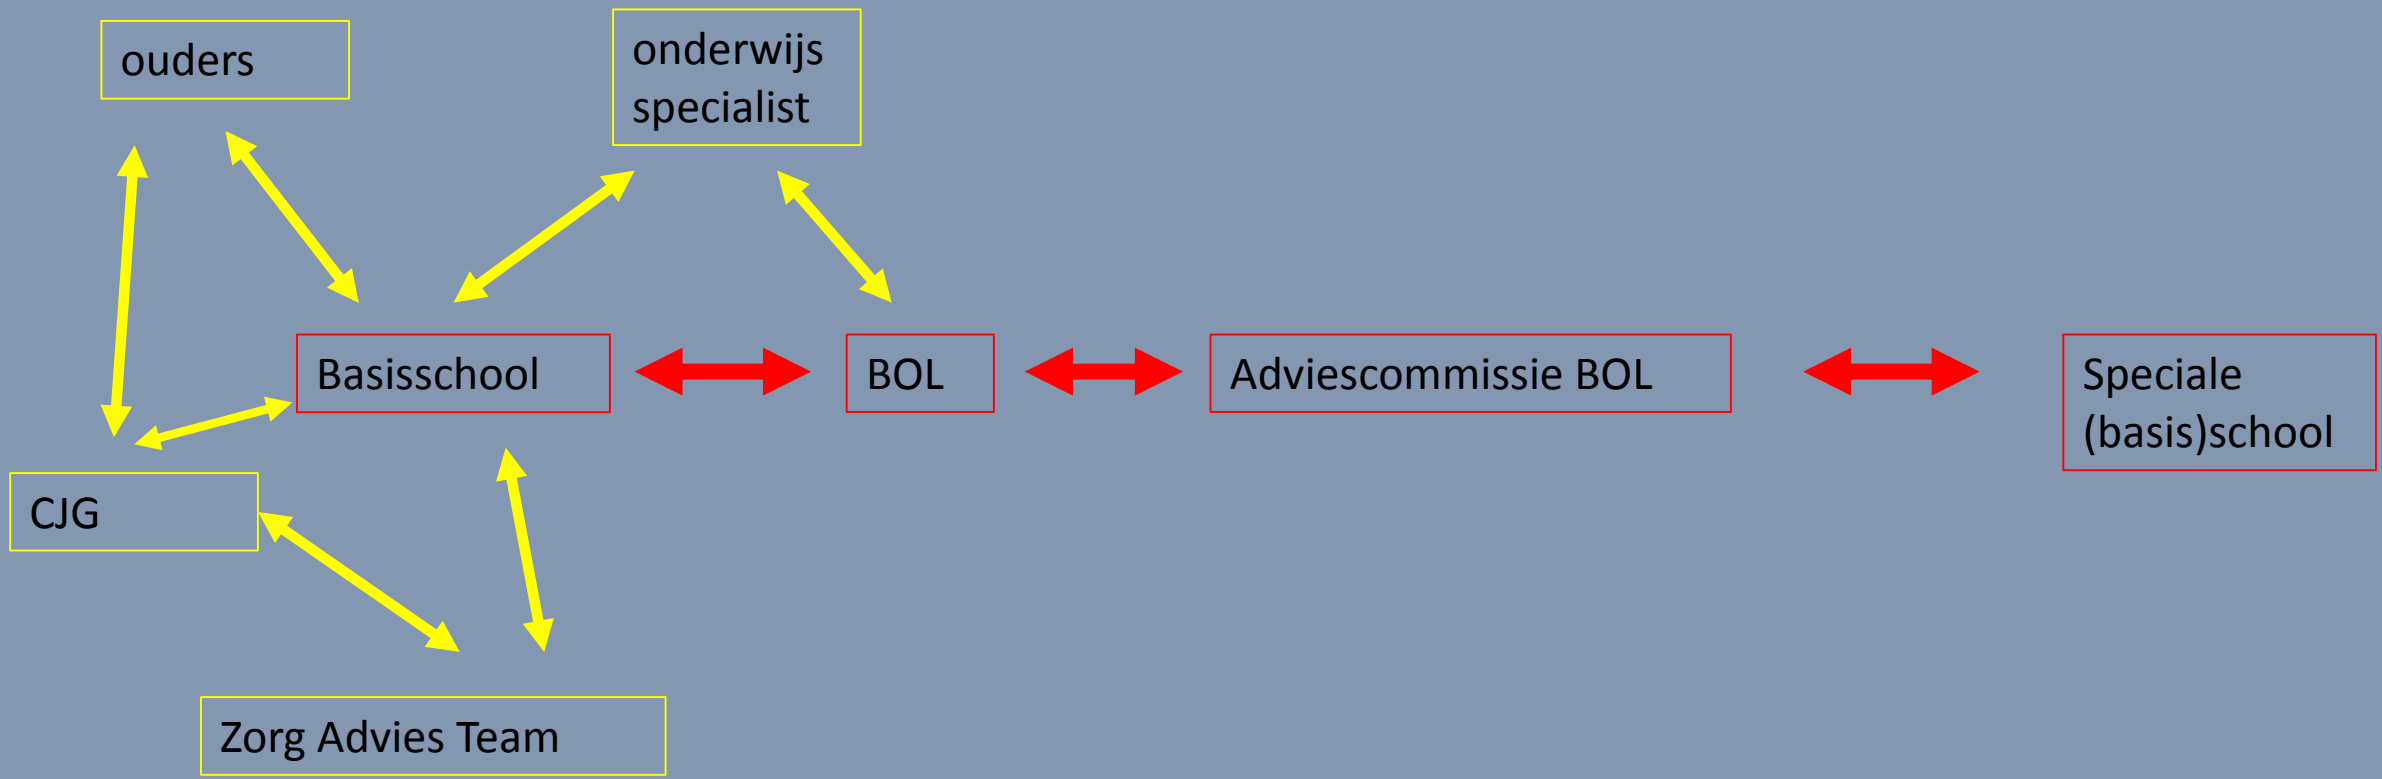 ouders
onderwijs
specialist
Basisschool
BOL
Adviescommissie BOL
Speciale
(basis)school
CJG
Zorg Advies Team